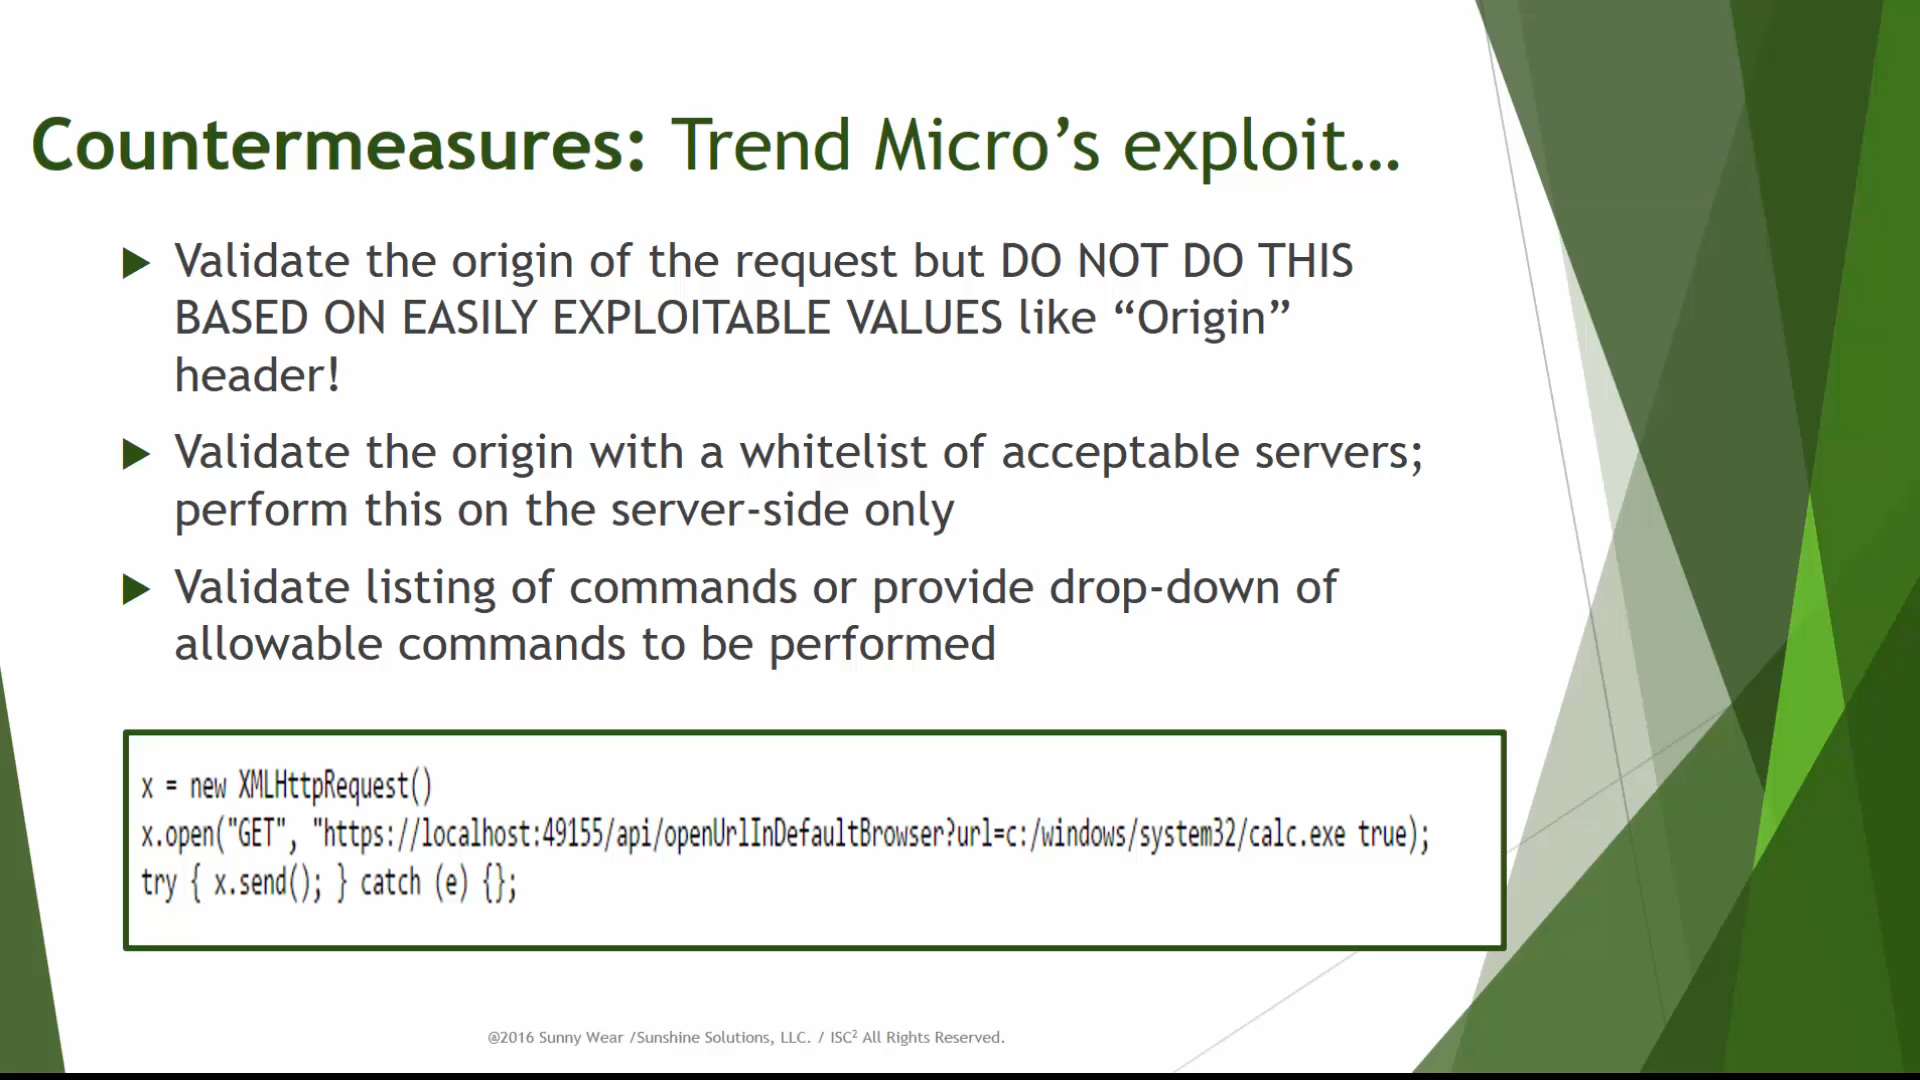 Countermeasures: Trend Micro’s exploit…
Validate the origin of the request but DO NOT DO THIS
BASED ON EASILY EXPLOITABLE VALUES like “Origin”
header!
Validate the origin with a whitelist of acceptable servers;
perform this on the server-side only
Validate listing of commands or provide drop-down of
allowable commands to be performed
x = new XMLHttpRequest()
x.open("GET", "https://localhost:49155/api/openUrlInDefaultBrowser?url=c:/windows/system32/calc.exe true);
try { x.send(); } catch (e) {};
@2016 Sunny Wear /Sunshine Solutions, LLC. / ISC² All Rights Reserved.